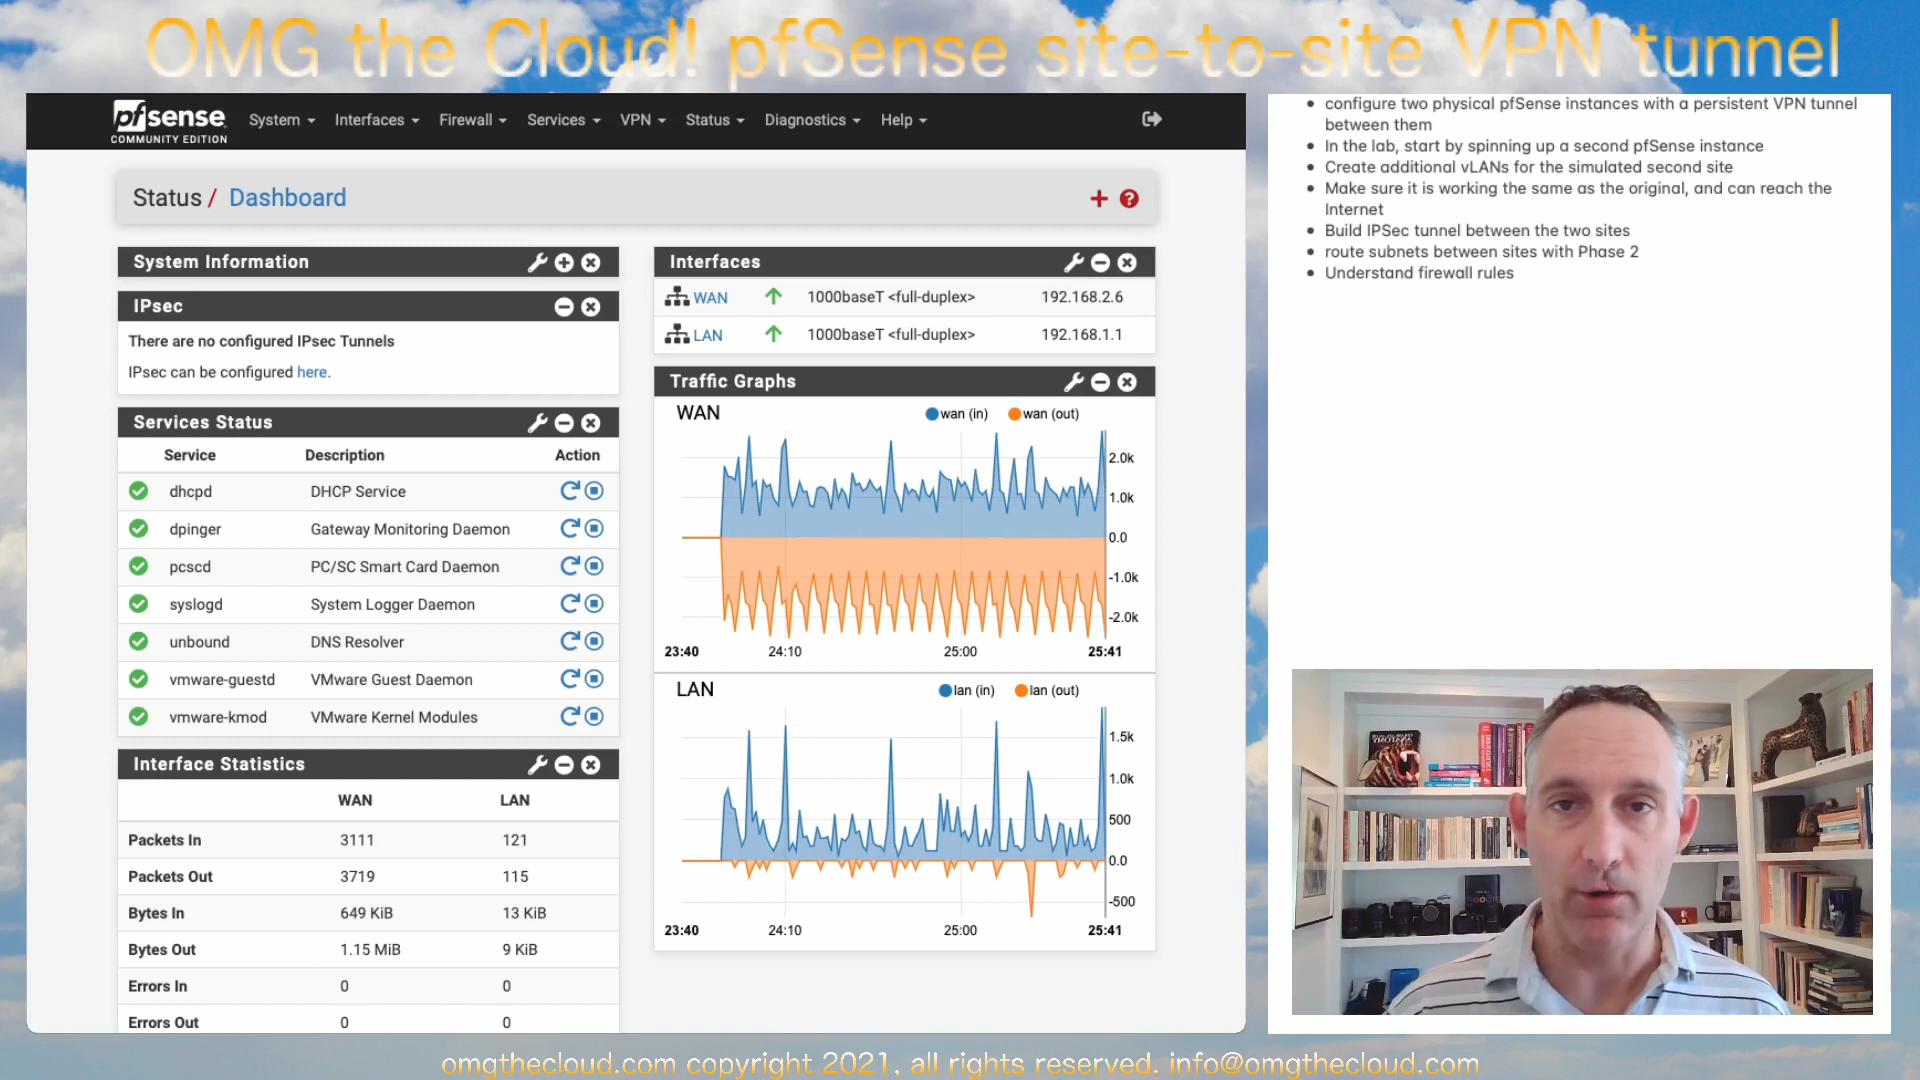 OMG the Cloud! pfSense site-to-site VPN tunnel
pfsense
COMMUNITY EDITION
System Interfaces Firewall Services VPN Status Diagnostics Help
Status / Dashboard
System Information
IPsec
There are no configured IPsec Tunnels
IPsec can be configured here.
Services Status
Service Description Action
dhcpd DHCP Service
dpinger Gateway Monitoring Daemon
pcscd PC/SC Smart Card Daemon
syslogd System Logger Daemon
unbound DNS Resolver
vmware-guestd VMware Guest Daemon
vmware-kmod VMware Kernel Modules
Interface Statistics
WAN LAN
Packets In 3111 121
Packets Out 3719 115
Bytes In 649 KiB 13 KiB
Bytes Out 1.15 MiB 9 KiB
Errors In 0 0
Errors Out 0 0
Interfaces
WAN 1000baseT <full-duplex> 192.168.2.6
LAN 1000baseT <full-duplex> 192.168.1.1
Traffic Graphs
WAN wan (in) wan (out)
2.0k
1.0k
0.0
-1.0k
-2.0k
23:40 24:10 25:00 25:41
LAN lan (in) lan (out)
1.5k
1.0k
500
0.0
-500
23:40 24:10 25:00 25:41
• configure two physical pfSense instances with a persistent VPN tunnel
between them
• In the lab, start by spinning up a second pfSense instance
• Create additional vLANs for the simulated second site
• Make sure it is working the same as the original, and can reach the
Internet
• Build IPSec tunnel between the two sites
• route subnets between sites with Phase 2
• Understand firewall rules
omgthecloud.com copyright 2021, all rights reserved. info@omgthecloud.com